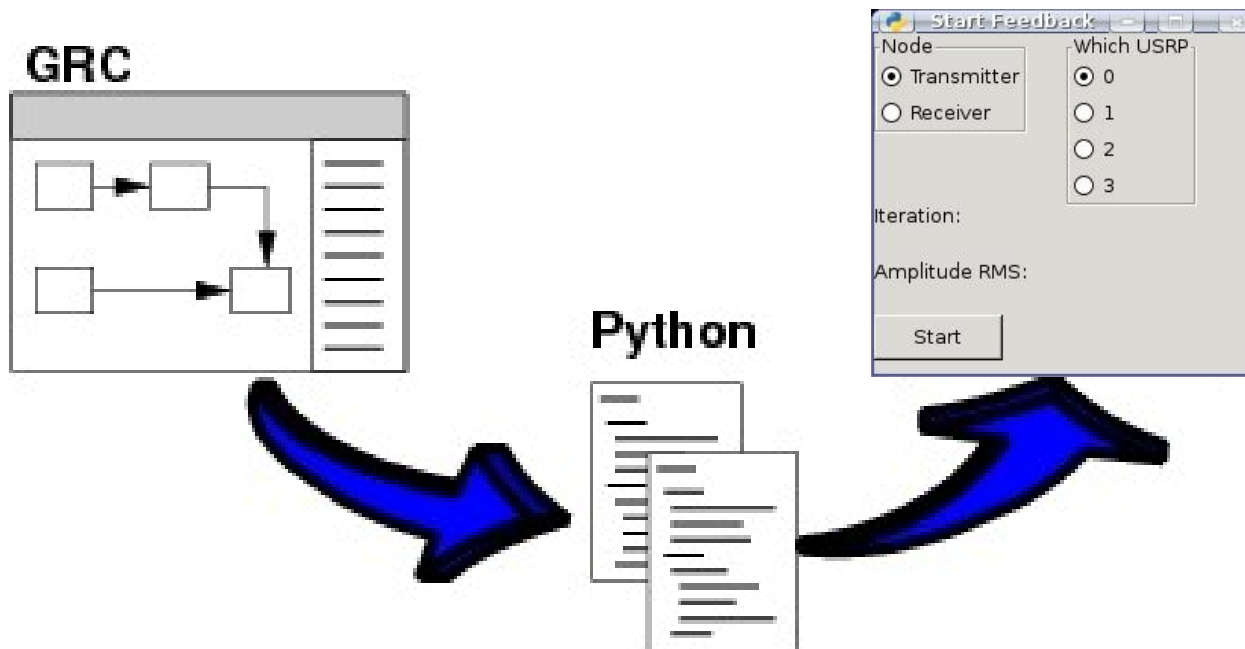 GRC
Python
Start Feedback
Node
Transmitter
Receiver
Which USRP
0
1
2
3
Iteration:
Amplitude RMS:
Start